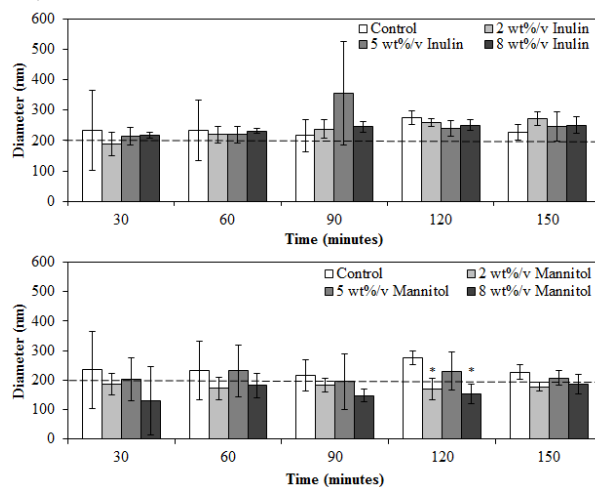 600
500
400
300
200
100
0
Diameter (nm)
Control
2 wt%/v Inulin
5 wt%/v Inulin
8 wt%/v Inulin
30 60 90 120 150
Time (minutes)
600
500
400
300
200
100
0
Diameter (nm)
Control
2 wt%/v Mannitol
5 wt%/v Mannitol
8 wt%/v Mannitol
* *
30 60 90 120 150
Time (minutes)